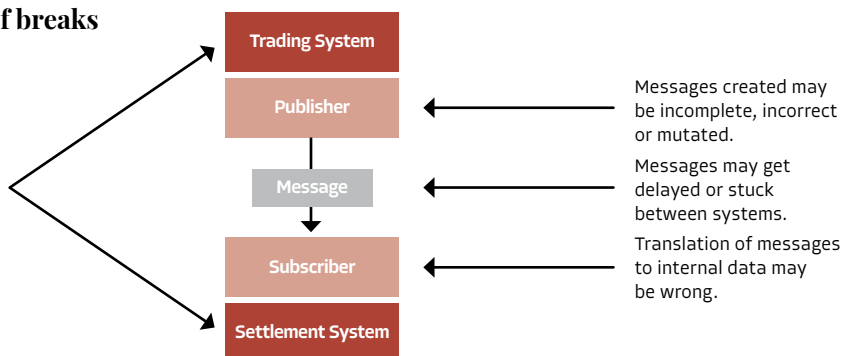 f breaks
Trading System
Publisher
Messages created may
be incomplete, incorrect
or mutated.
Message
Messages may get
delayed or stuck
between systems.
Subscriber
Translation of messages
to internal data may
be wrong.
Settlement System